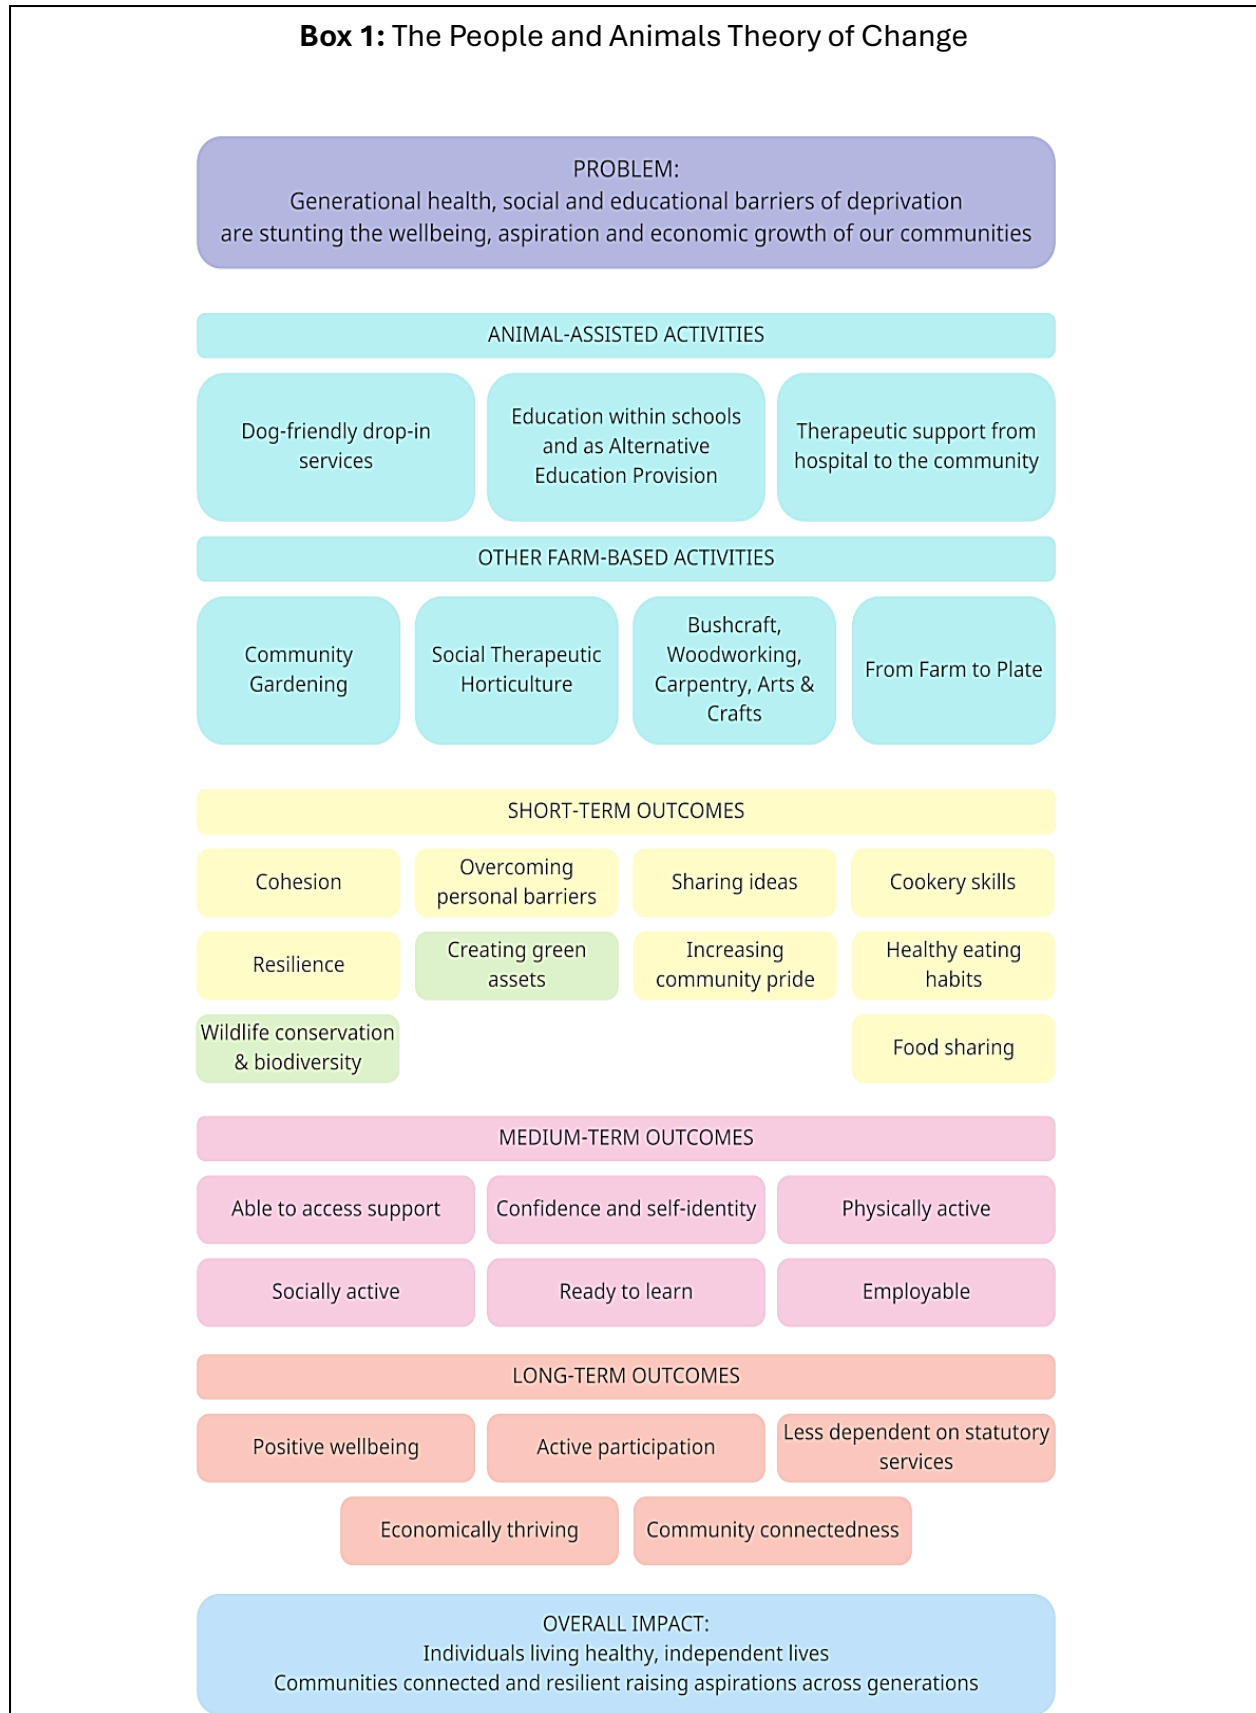 Box 1: The People and Animals Theory of Change
PROBLEM:
Generational health, social and educational barriers of deprivation
are stunting the wellbeing, aspiration and economic growth of our communities
ANIMAL-ASSISTED ACTIVITIES
Dog-friendly drop-in
services
Education within schools
and as Alternative
Education Provision
Therapeutic support from
hospital to the community
OTHER FARM-BASED ACTIVITIES
Community
Gardening
Social Therapeutic
Horticulture
Bushcraft,
Woodworking,
Carpentry, Arts &
Crafts
From Farm to Plate
SHORT-TERM OUTCOMES
Cohesion
Overcoming
personal barriers
Sharing ideas
Cookery skills
Resilience
Creating green
assets
Increasing
community pride
Healthy eating
habits
Wildlife conservation
& biodiversity
Food sharing
MEDIUM-TERM OUTCOMES
Able to access support
Confidence and self-identity
Physically active
Socially active
Ready to learn
Employable
LONG-TERM OUTCOMES
Positive wellbeing
Active participation
Less dependent on statutory
services
Economically thriving
Community connectedness
OVERALL IMPACT:
Individuals living healthy, independent lives
Communities connected and resilient raising aspirations across generations